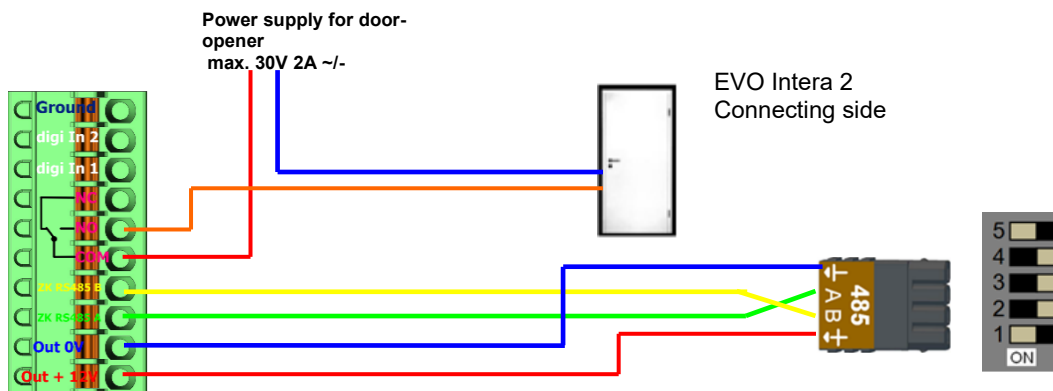 Power supply for door-
opener
max. 30V 2A ~/-
EVO Intera 2
Connecting side
Ground
digi In 2
digi In 1
NC
NO
COM
ZK RS485 B
ZK RS485 A
Out 0V
Out + 12V
A
B
485
5
4
3
2
1
ON